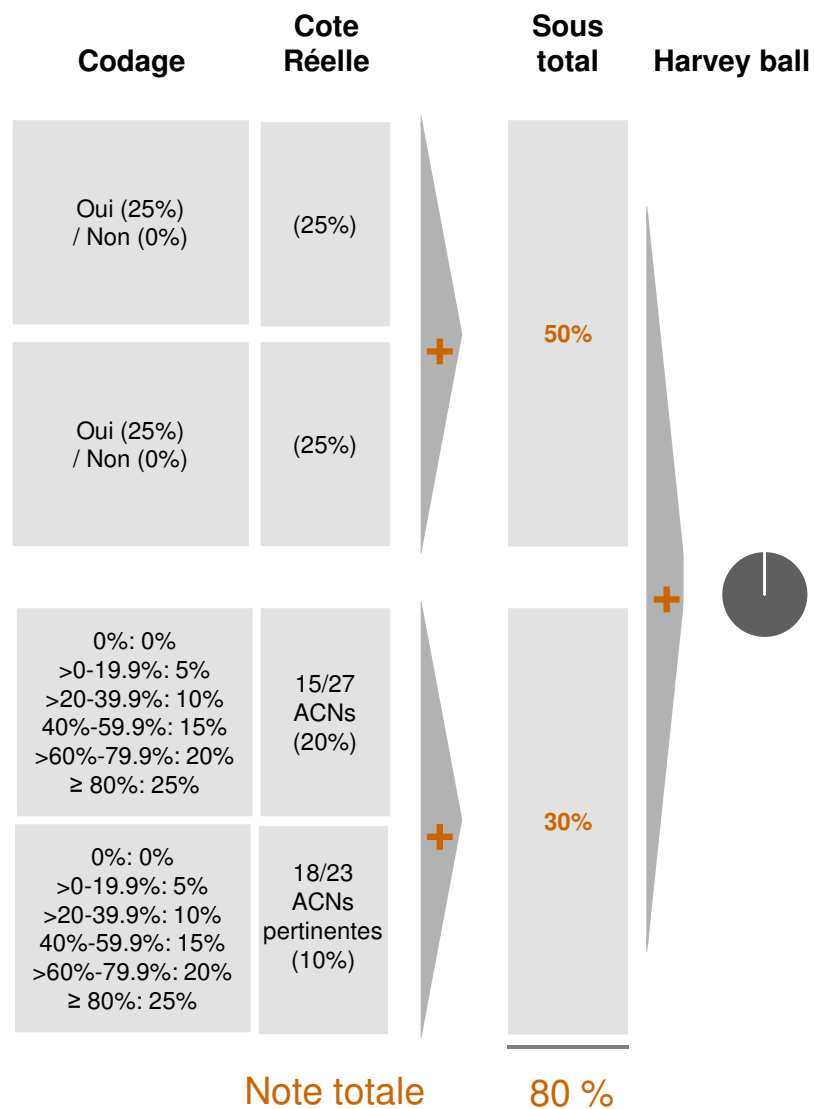 Codage
Cote
Réelle
Sous
total
Harvey ball
Oui (25%)
/ Non (0%)
(25%)
+
50%
Oui (25%)
/ Non (0%)
(25%)
+
0%: 0%
>0-19.9%: 5%
>20-39.9%: 10%
40%-59.9%: 15%
>60%-79.9%: 20%
≥ 80%: 25%
15/27
ACNs
(20%)
+
30%
0%: 0%
>0-19.9%: 5%
>20-39.9%: 10%
40%-59.9%: 15%
>60%-79.9%: 20%
≥ 80%: 25%
18/23
ACNs
pertinentes
(10%)
Note totale
80 %